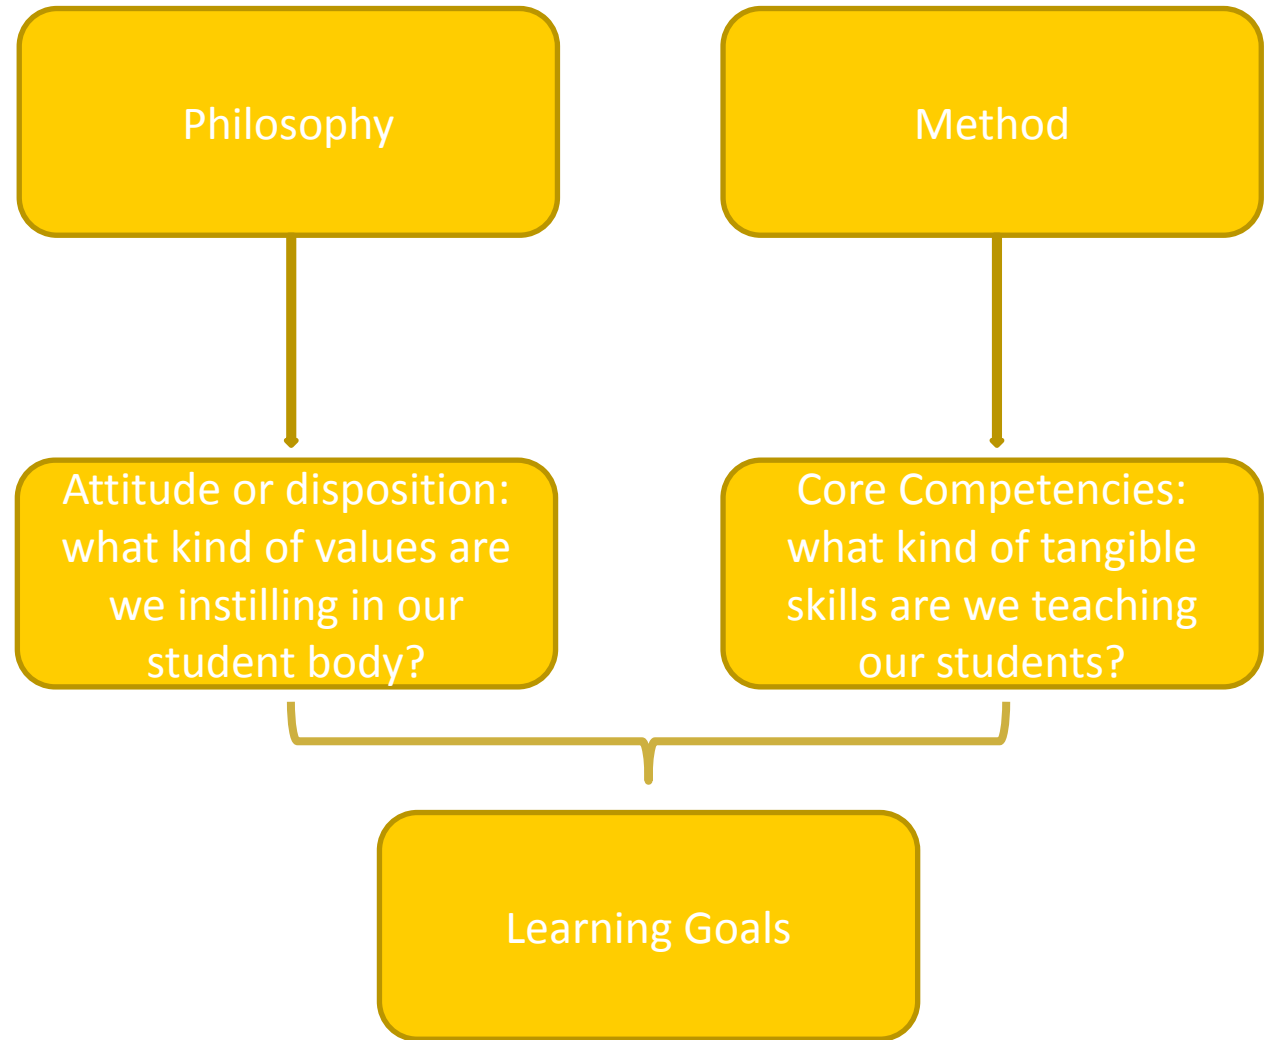 Philosophy
Method
Attitude or disposition:
what kind of values are
we instilling in our
student body?
Core Competencies:
what kind of tangible
skills are we teaching
our students?
Learning Goals